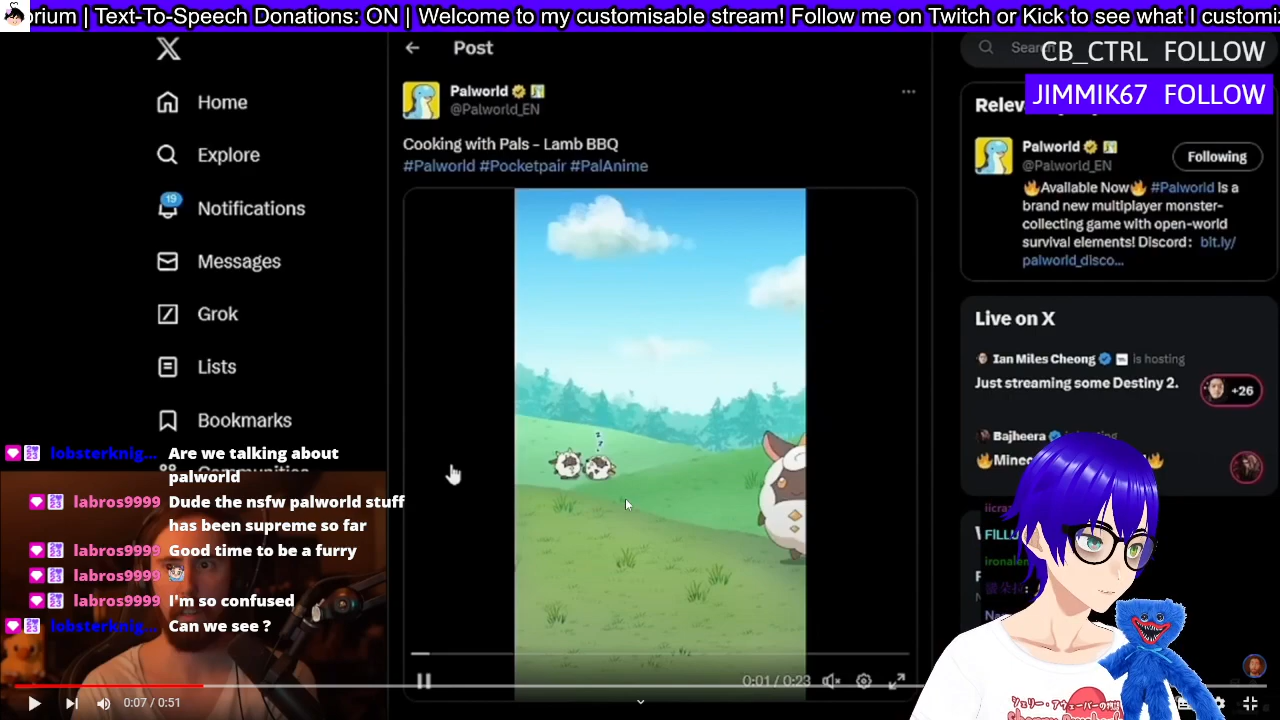 orium | Text-To-Speech Donations: ON | Welcome to my customisable stream! Follow me on Twitch or Kick to see what I customi
CB_CTRL FOLLOW
JIMMIK67 FOLLOW
Post
Home
Explore
19
Notifications
Messages
Grok
Lists
Bookmarks
Palworld
@Palworld_EN
Cooking with Pals - Lamb BBQ
#Palworld #Pocketpair #PalAnime
0:01 / 0:23
Palworld
@Palworld_EN
Following
🔥Available Now🔥 #Palworld is a
brand new multiplayer monster-
collecting game with open-world
survival elements! Discord: bit.ly/
palworld_disco...
Live on X
Ian Miles Cheong is hosting
Just streaming some Destiny 2.
+26
Bajheera
lobsterknig... Are we talking about
palworld
labros9999 Dude the nsfw palworld stuff
has been supreme so far
labros9999 Good time to be a furry
labros9999
labros9999 I'm so confused
lobsterknig... Can we see ?
0:07 / 0:51